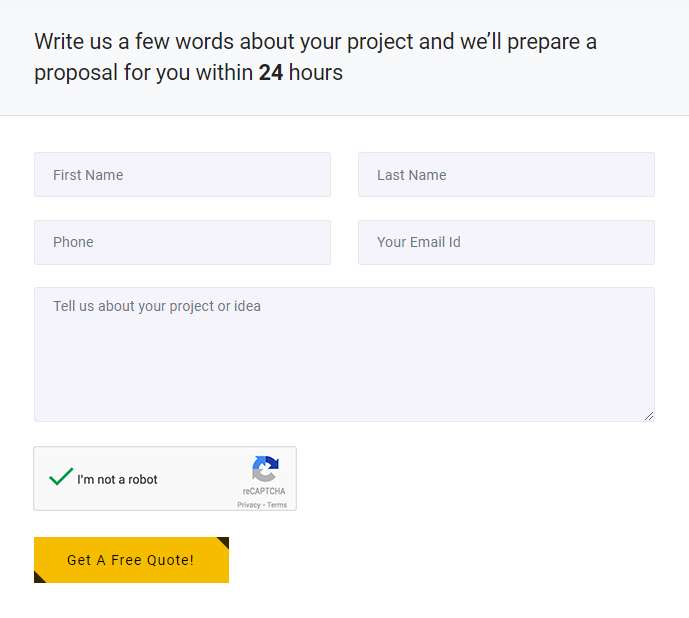 Write us a few words about your project and we’ll prepare a
proposal for you within 24 hours
First Name
Last Name
Phone
Your Email Id
Tell us about your project or idea
I'm not a robot
reCAPTCHA
Privacy - Terms
Get A Free Quote!